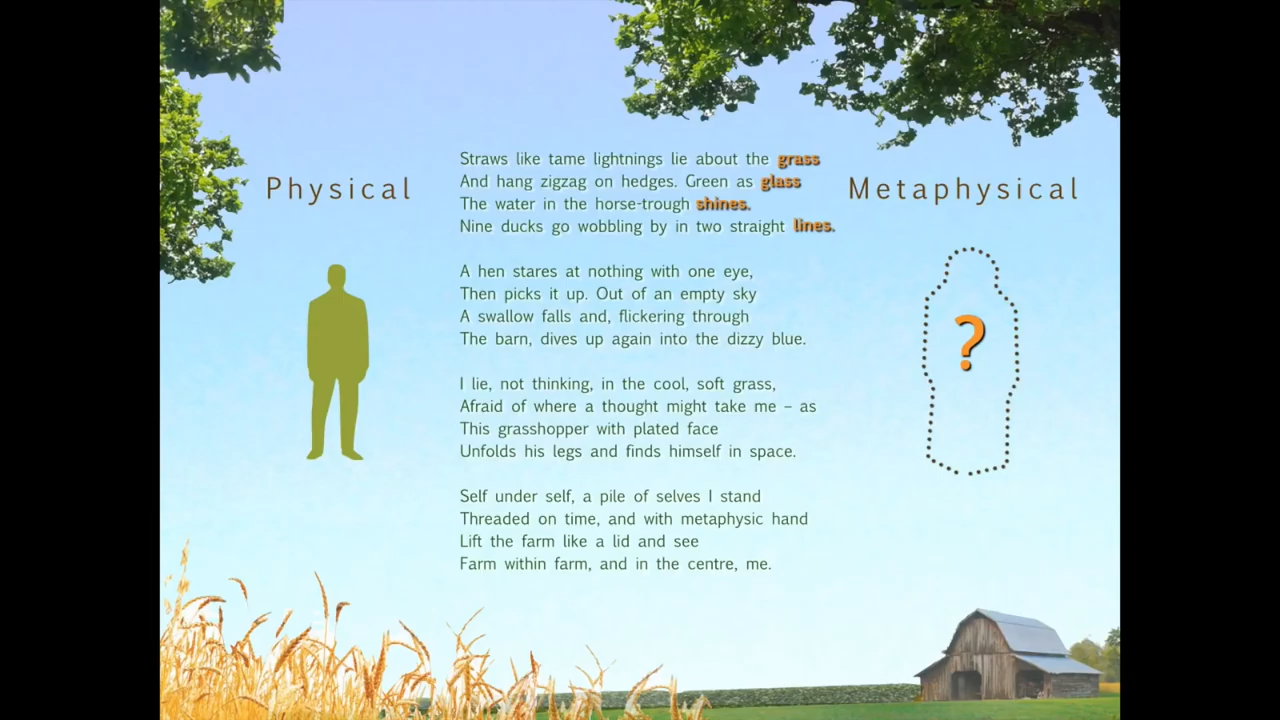 Physical
Straws like tame lightnings lie about the grass
And hang zigzag on hedges. Green as glass
The water in the horse-trough shines.
Nine ducks go wobbling by in two straight lines.
A hen stares at nothing with one eye,
Then picks it up. Out of an empty sky
A swallow falls and, flickering through
The barn, dives up again into the dizzy blue.
I lie, not thinking, in the cool, soft grass,
Afraid of where a thought might take me – as
This grasshopper with plated face
Unfolds his legs and finds himself in space.
Self under self, a pile of selves I stand
Threaded on time, and with metaphysic hand
Lift the farm like a lid and see
Farm within farm, and in the centre, me.
Metaphysical
?